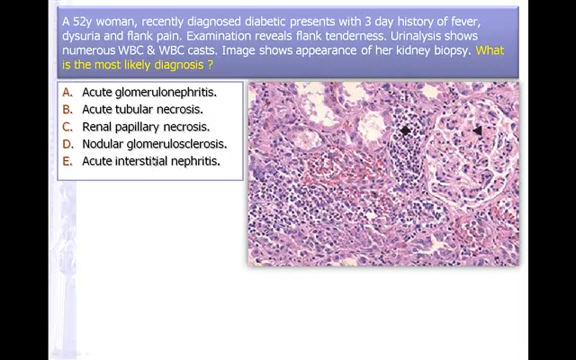 A 52y woman, recently diagnosed diabetic presents with 3 day history of fever,
dysuria and flank pain. Examination reveals flank tenderness. Urinalysis shows
numerous WBC & WBC casts. Image shows appearance of her kidney biopsy. What
is the most likely diagnosis ?
A. Acute glomerulonephritis.
B. Acute tubular necrosis.
C. Renal papillary necrosis.
D. Nodular glomerulosclerosis.
E. Acute interstitial nephritis.